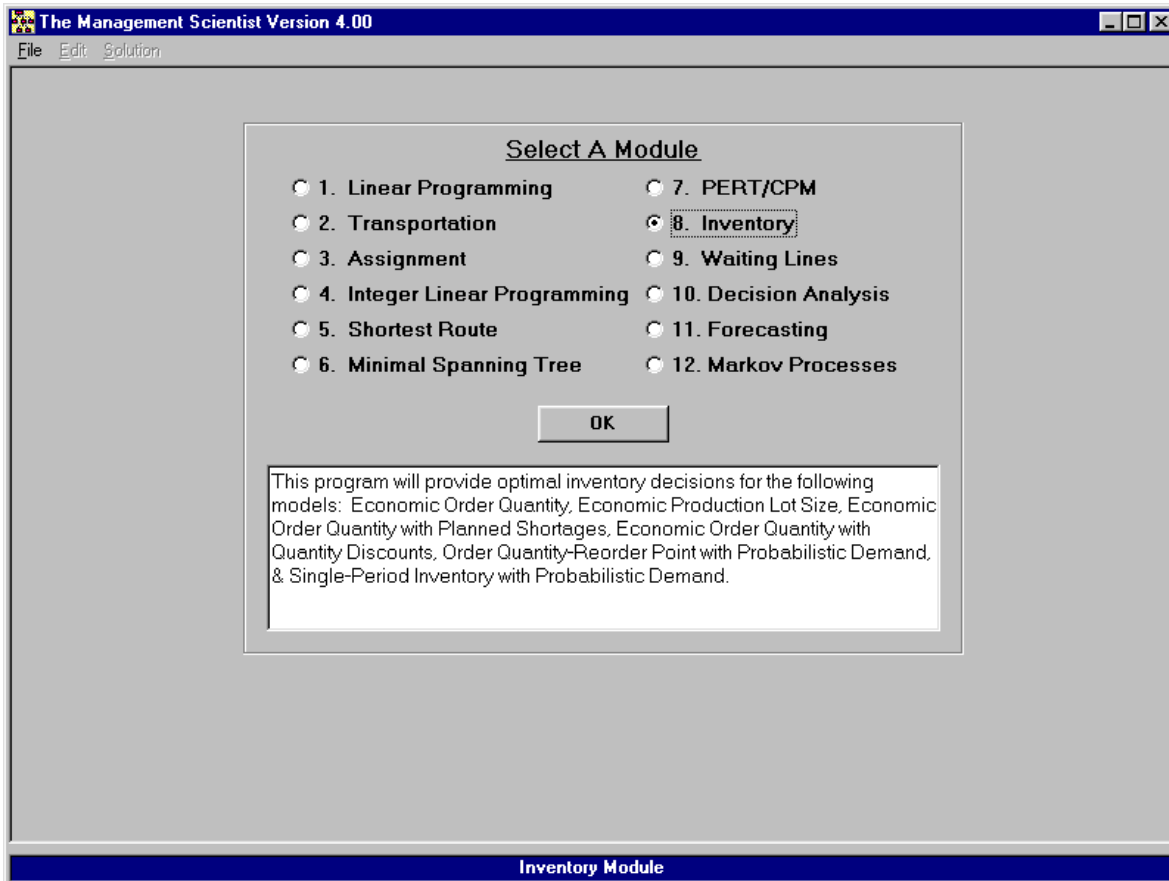 The Management Scientist Version 4.00
File Edit Solution
Select A Module
1. Linear Programming
2. Transportation
3. Assignment
4. Integer Linear Programming
5. Shortest Route
6. Minimal Spanning Tree
7. PERT/CPM
8. Inventory
9. Waiting Lines
10. Decision Analysis
11. Forecasting
12. Markov Processes
OK
This program will provide optimal inventory decisions for the following
models: Economic Order Quantity, Economic Production Lot Size, Economic
Order Quantity with Planned Shortages, Economic Order Quantity with
Quantity Discounts, Order Quantity-Reorder Point with Probabilistic Demand,
& Single-Period Inventory with Probabilistic Demand.
Inventory Module